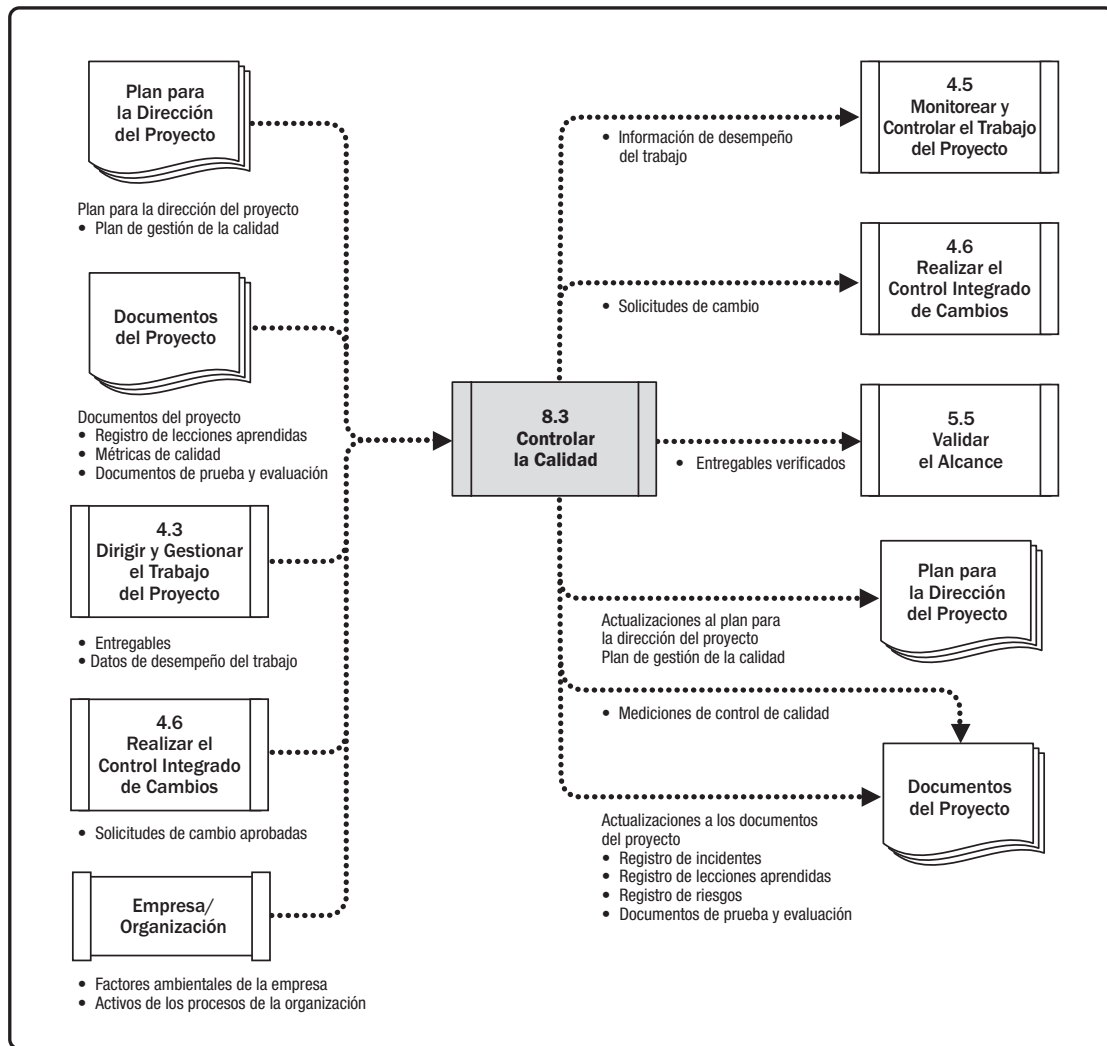 Plan para
la Dirección
del Proyecto
Plan para la dirección del proyecto
• Plan de gestión de la calidad
Documentos
del Proyecto
Documentos del proyecto
• Registro de lecciones aprendidas
• Métricas de calidad
• Documentos de prueba y evaluación
4.3
Dirigir y Gestionar
el Trabajo
del Proyecto
• Entregables
• Datos de desempeño del trabajo
4.6
Realizar el
Control Integrado
de Cambios
• Solicitudes de cambio aprobadas
Empresa/
Organización
• Factores ambientales de la empresa
• Activos de los procesos de la organización
8.3
Controlar
la Calidad
• Información de desempeño
del trabajo
4.5
Monitorear y
Controlar el Trabajo
del Proyecto
• Solicitudes de cambio
4.6
Realizar el
Control Integrado
de Cambios
• Entregables verificados
5.5
Validar
el Alcance
Actualizaciones al plan para
la dirección del proyecto
Plan de gestión de la calidad
Plan para
la Dirección
del Proyecto
• Mediciones de control de calidad
Documentos
del Proyecto
Actualizaciones a los documentos
del proyecto
• Registro de incidentes
• Registro de lecciones aprendidas
• Registro de riesgos
• Documentos de prueba y evaluación